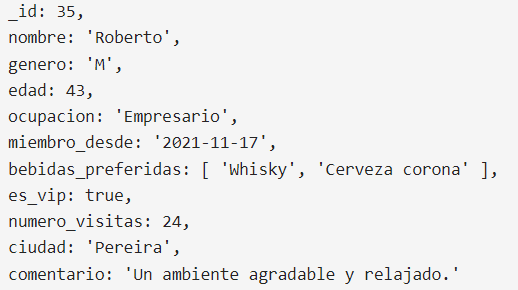 _id: 35,
nombre: 'Roberto',
genero: 'M',
edad: 43,
ocupacion: 'Empresario',
miembro_desde: '2021-11-17',
bebidas_preferidas: [ 'Whisky', 'Cerveza corona' ],
es_vip: true,
numero_visitas: 24,
ciudad: 'Pereira',
comentario: 'Un ambiente agradable y relajado.'